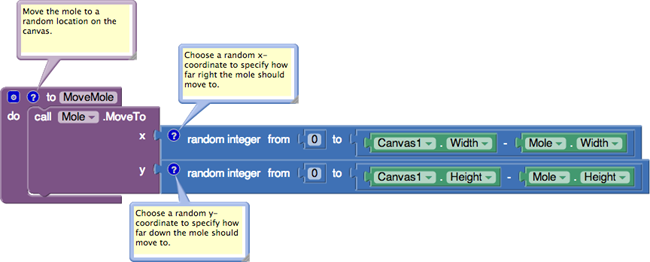 Move the mole to a
random location on the
canvas.
Choose a random x-
coordinate to specify how
far right the mole should
move to.
? to MoveMole
do call Mole .MoveTo
x ? random integer from 0 to Canvas1 . Width - Mole . Width
y ? random integer from 0 to Canvas1 . Height - Mole . Height
Choose a random y-
coordinate to specify how
far down the mole should
move to.